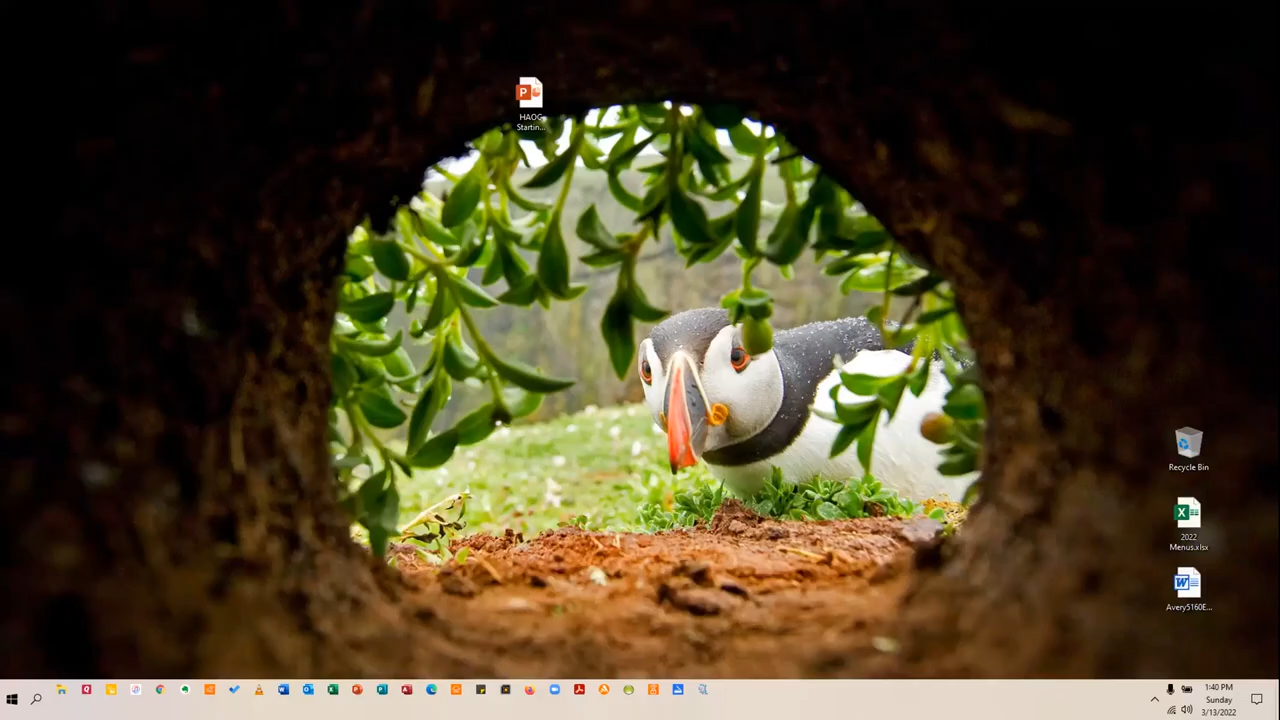 HAOG
Startin...
Recycle Bin
2022
Menus.xlsx
Avery5160E...
1:40 PM
Sunday
3/13/2022